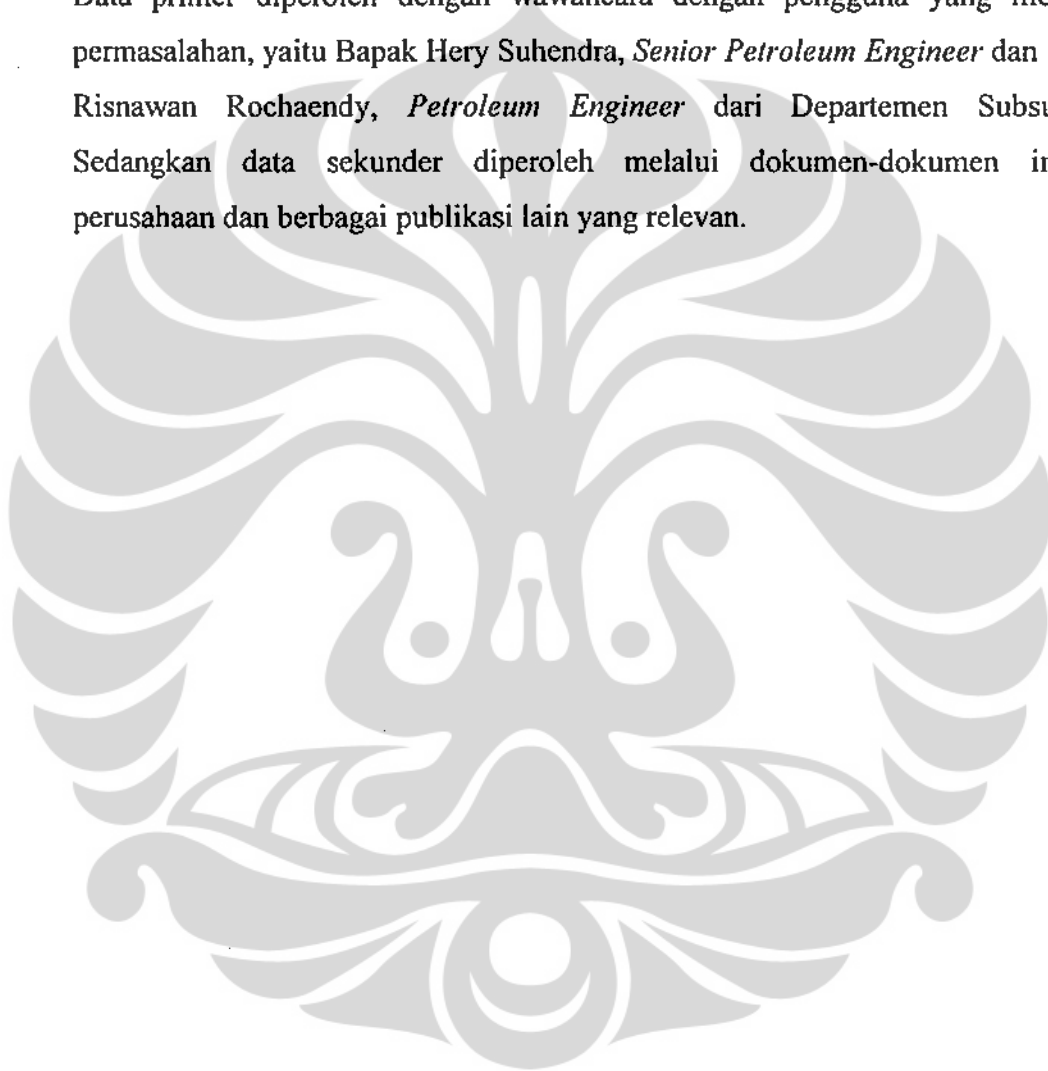 Data primer diperoleh dengan wawancara dengan pengguna yang
permasalahan, yaitu Bapak Hery Suhendra, Senior Petroleum Engineer dan
Risnawan Rochaendy, Petroleum Engineer dari Departemen
Sedangkan data sekunder diperoleh melalui dokumen-dokumen
perusahaan dan berbagai publikasi lain yang relevan.